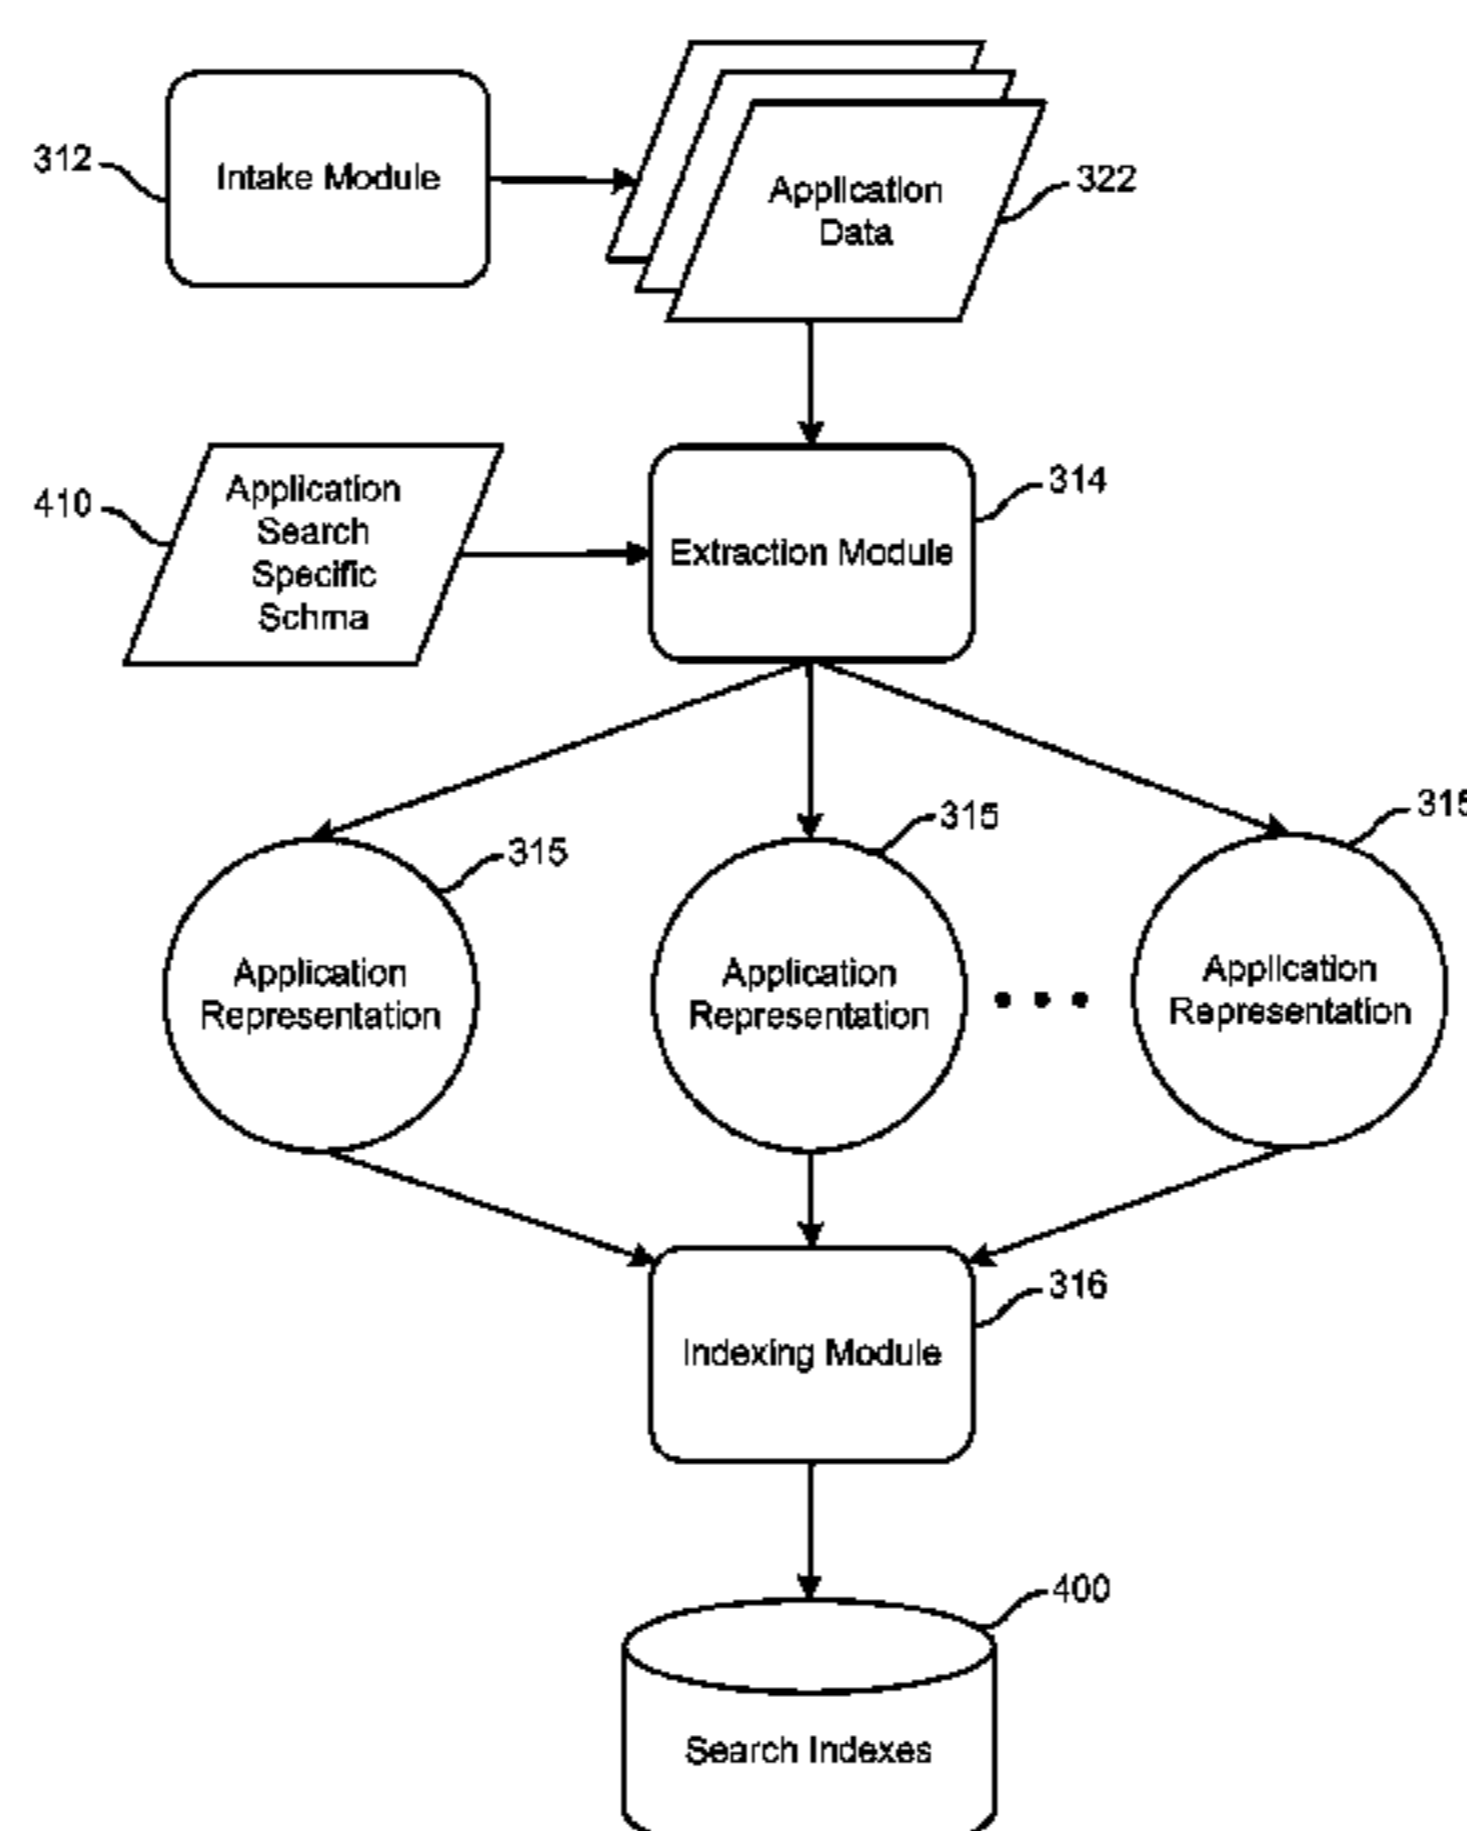 312
Intake Module
Application
Data
322
410
Application
Search
Specific
Schma
Extraction Module
314
315
315
315
Application
Representation
Application
Representation
Application
Representation
316
Indexing Module
400
Search Indexes